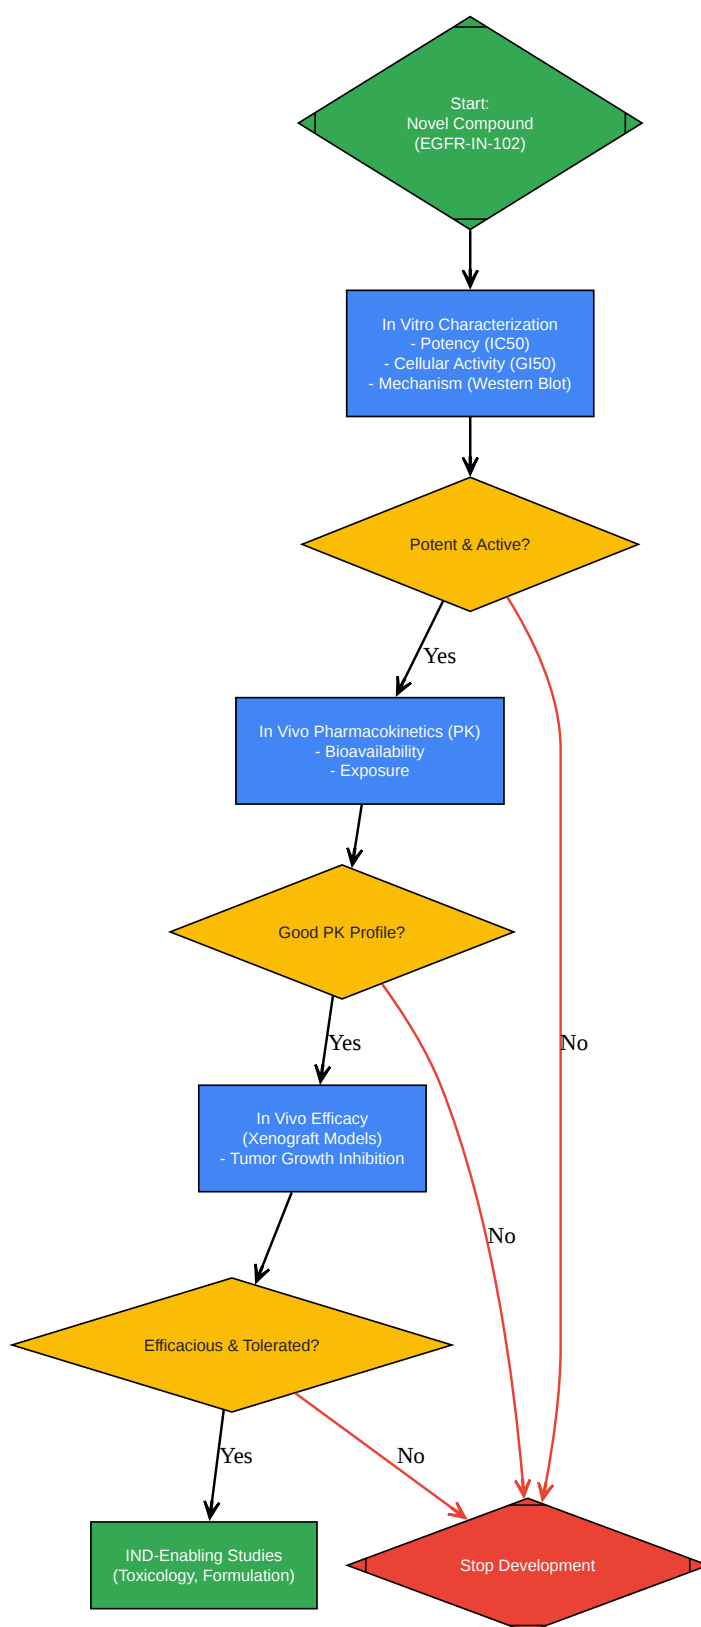 Start:
Novel Compound
(EGFR-IN-102)
In Vitro Characterization
- Potency (IC50)
- Cellular Activity (GI50)
- Mechanism (Western Blot)
Potent & Active?
Yes
In Vivo Pharmacokinetics (PK)
- Bioavailability
- Exposure
Good PK Profile?
Yes
No
In Vivo Efficacy
(Xenograft Models)
- Tumor Growth Inhibition
No
Efficacious & Tolerated?
Yes
No
IND-Enabling Studies
(Toxicology, Formulation)
Stop Development